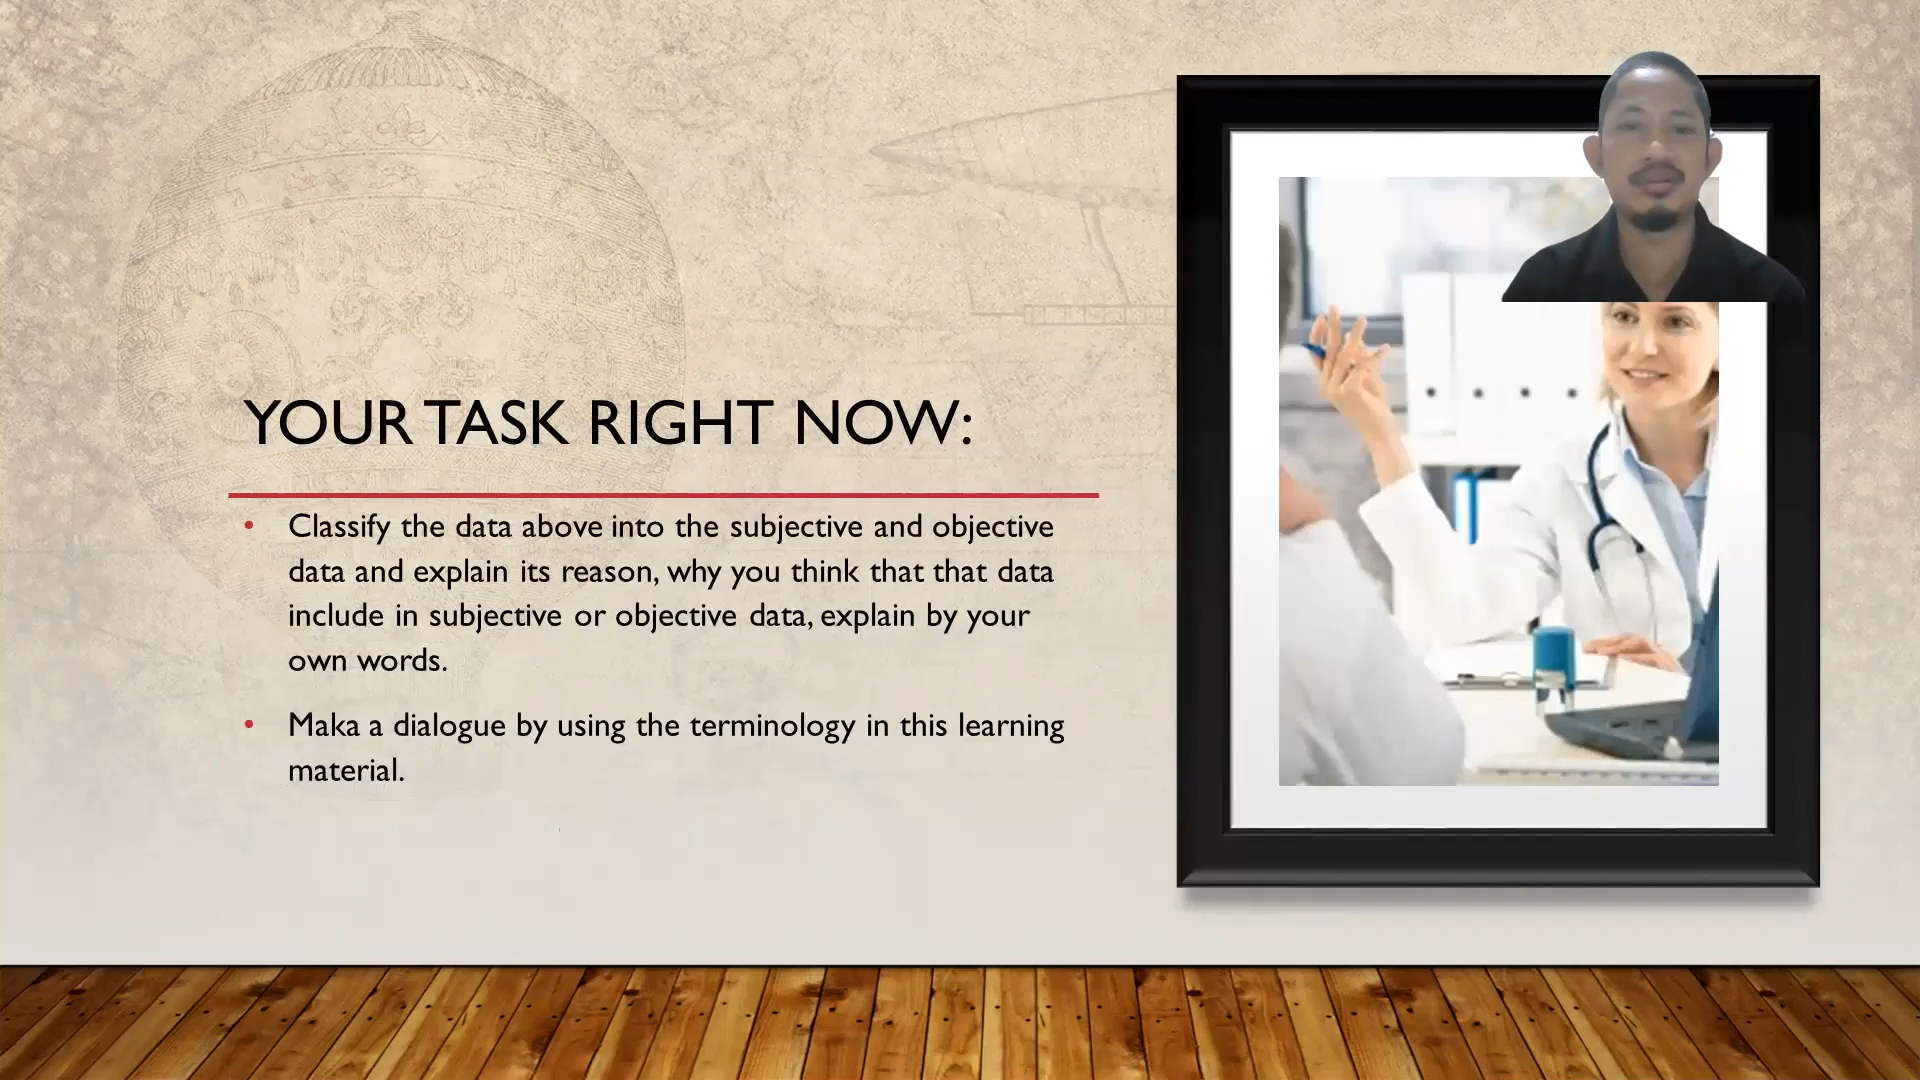 YOUR TASK RIGHT NOW:
• Classify the data above into the subjective and objective
data and explain its reason, why you think that that data
include in subjective or objective data, explain by your
own words.
• Maka a dialogue by using the terminology in this learning
material.